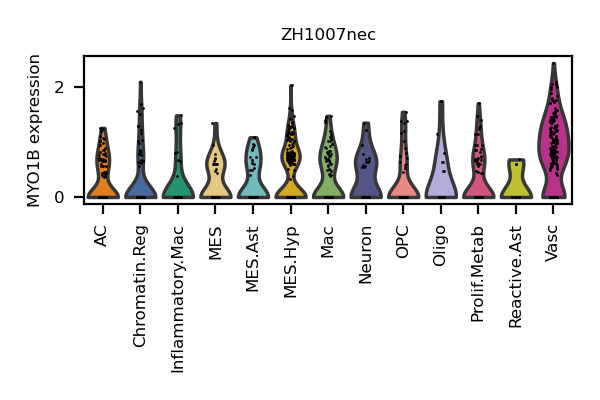 ZH1007nec
MYO1B expression
2
0
AC
Chromatin.Reg
Inflammatory.Mac
MES
MES.Ast
MES.Hyp
Mac
Neuron
OPC
Oligo
Prolif.Metab
Reactive.Ast
Vasc